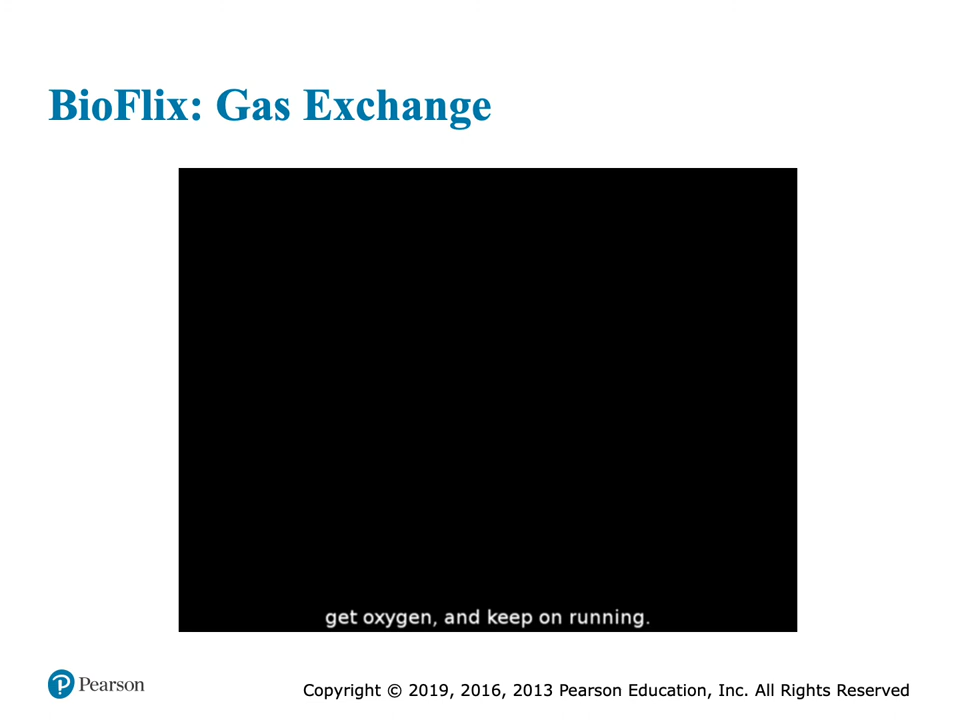 BioFlix: Gas Exchange
get oxygen, and keep on running.
Pearson
Copyright © 2019, 2016, 2013 Pearson Education, Inc. All Rights Reserved